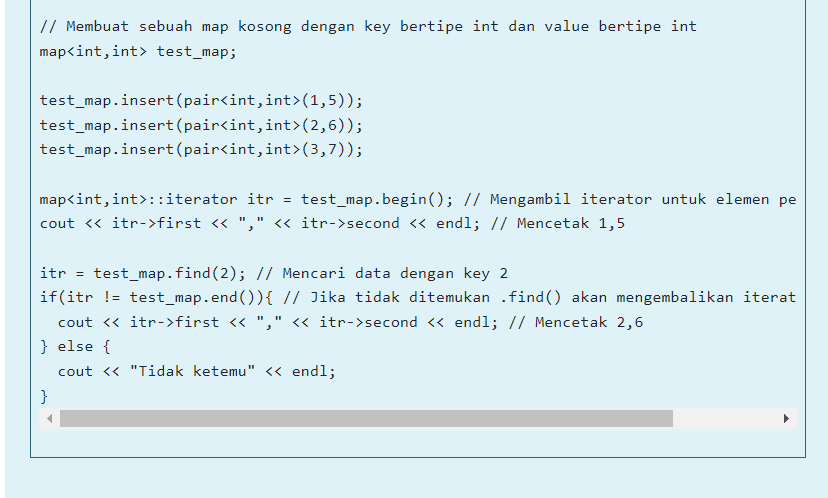 // Membuat sebuah map kosong dengan key bertipe int dan value bertipe int
map<int,int> test_map;
test_map.insert(pair<int,int>(1,5));
test_map.insert(pair<int,int>(2,6));
test_map.insert(pair<int,int>(3,7));
map<int,int>::iterator itr = test_map.begin(); // Mengambil iterator untuk elemen pe
cout << itr->first << "," << itr->second << endl; // Mencetak 1,5
itr = test_map.find(2); // Mencari data dengan key 2
if(itr != test_map.end()){ // Jika tidak ditemukan .find() akan mengembalikan iterat
  cout << itr->first << "," << itr->second << endl; // Mencetak 2,6
} else {
  cout << "Tidak ketemu" << endl;
}